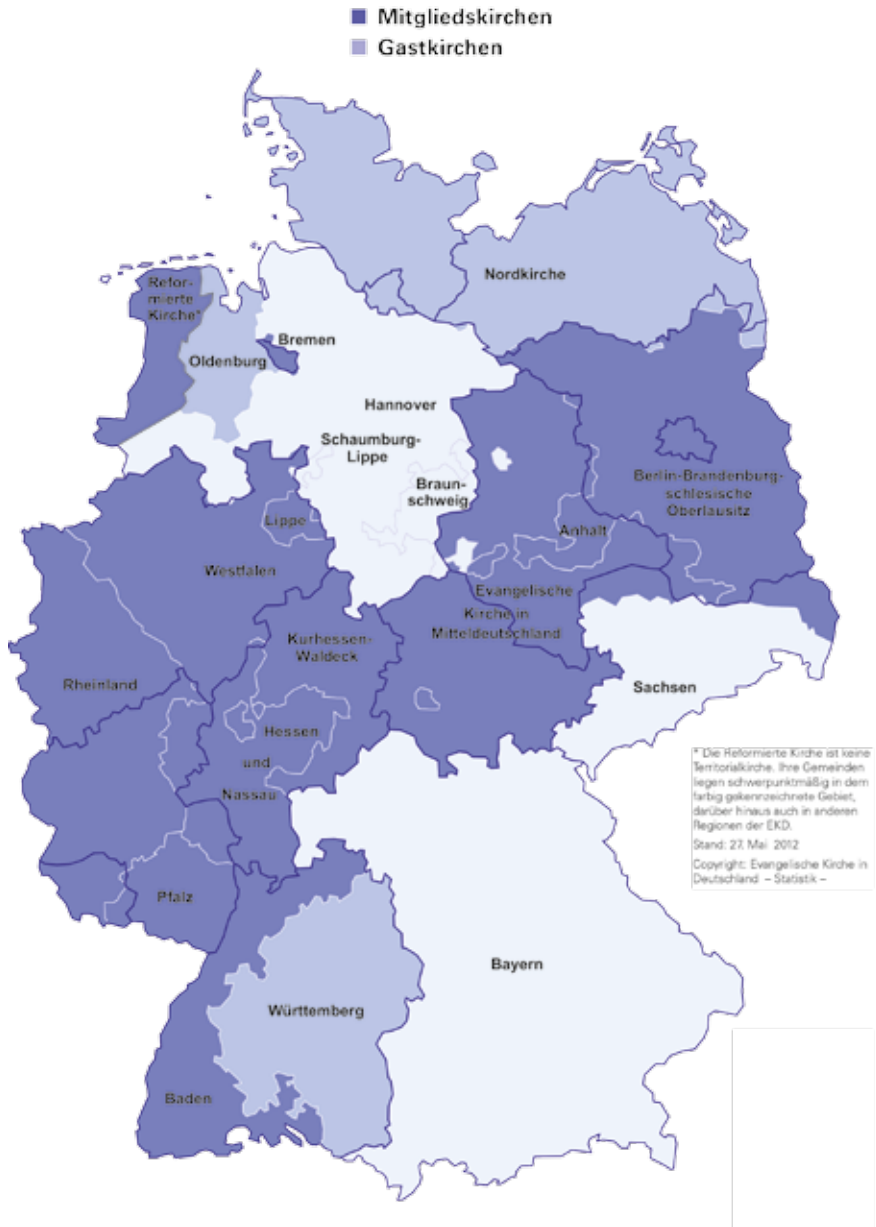 Mitgliedskirchen
Gastkirchen
Nordkirche
Refor-
mierte
Kirche*
Bremen
Oldenburg
Hannover
Schaumburg-
Lippe
Braun-
schweig
Berlin-Brandenburg-
schlesische
Oberlausitz
Lippe
Anhalt
Westfalen
Evangelische
Kirche in
Mitteldeutschland
Kurhessen-
Waldeck
Rheinland
Sachsen
Hessen
und
Nassau
* Die Reformierte Kirche ist keine
Territorialkirche. Ihre Gemeinden
liegen schwerpunktmäßig in dem
farbig gekennzeichnete Gebiet,
darüber hinaus auch in anderen
Regionen der EKD.
Stand: 27. Mai 2012
Copyright: Evangelische Kirche in
Deutschland – Statistik –
Pfalz
Bayern
Württemberg
Baden